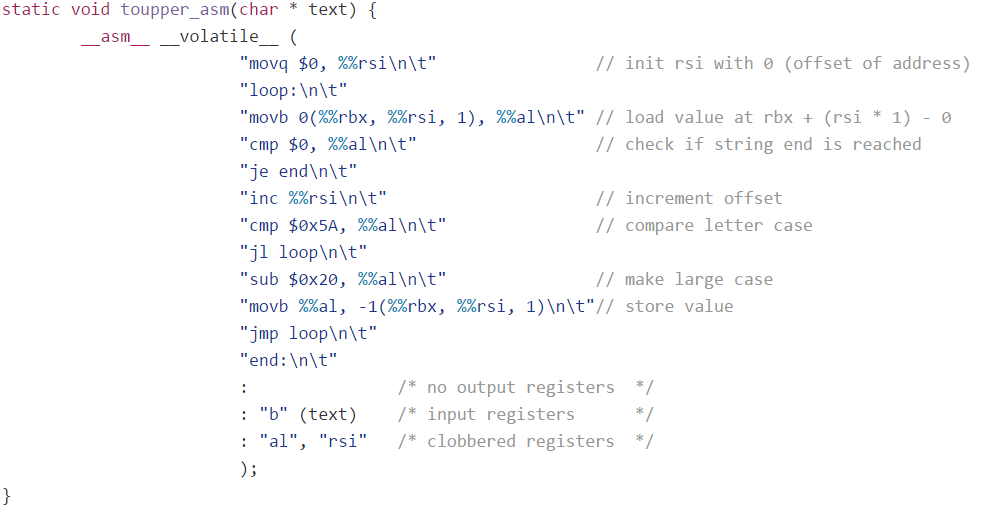 static void toupper_asm(char * text) {
        __asm__ __volatile__ (
                        "movq $0, %%rsi\n\t"                // init rsi with 0 (offset of address)
                        "loop:\n\t"
                        "movb 0(%%rbx, %%rsi, 1), %%al\n\t" // load value at rbx + (rsi * 1) - 0
                        "cmp $0, %%al\n\t"                  // check if string end is reached
                        "je end\n\t"
                        "inc %%rsi\n\t"                     // increment offset
                        "cmp $0x5A, %%al\n\t"               // compare letter case
                        "jl loop\n\t"
                        "sub $0x20, %%al\n\t"               // make large case
                        "movb %%al, -1(%%rbx, %%rsi, 1)\n\t"// store value
                        "jmp loop\n\t"
                        "end:\n\t"
                        :               /* no output registers  */
                        : "b" (text)    /* input registers      */
                        : "al", "rsi"   /* clobbered registers  */
                        );
}